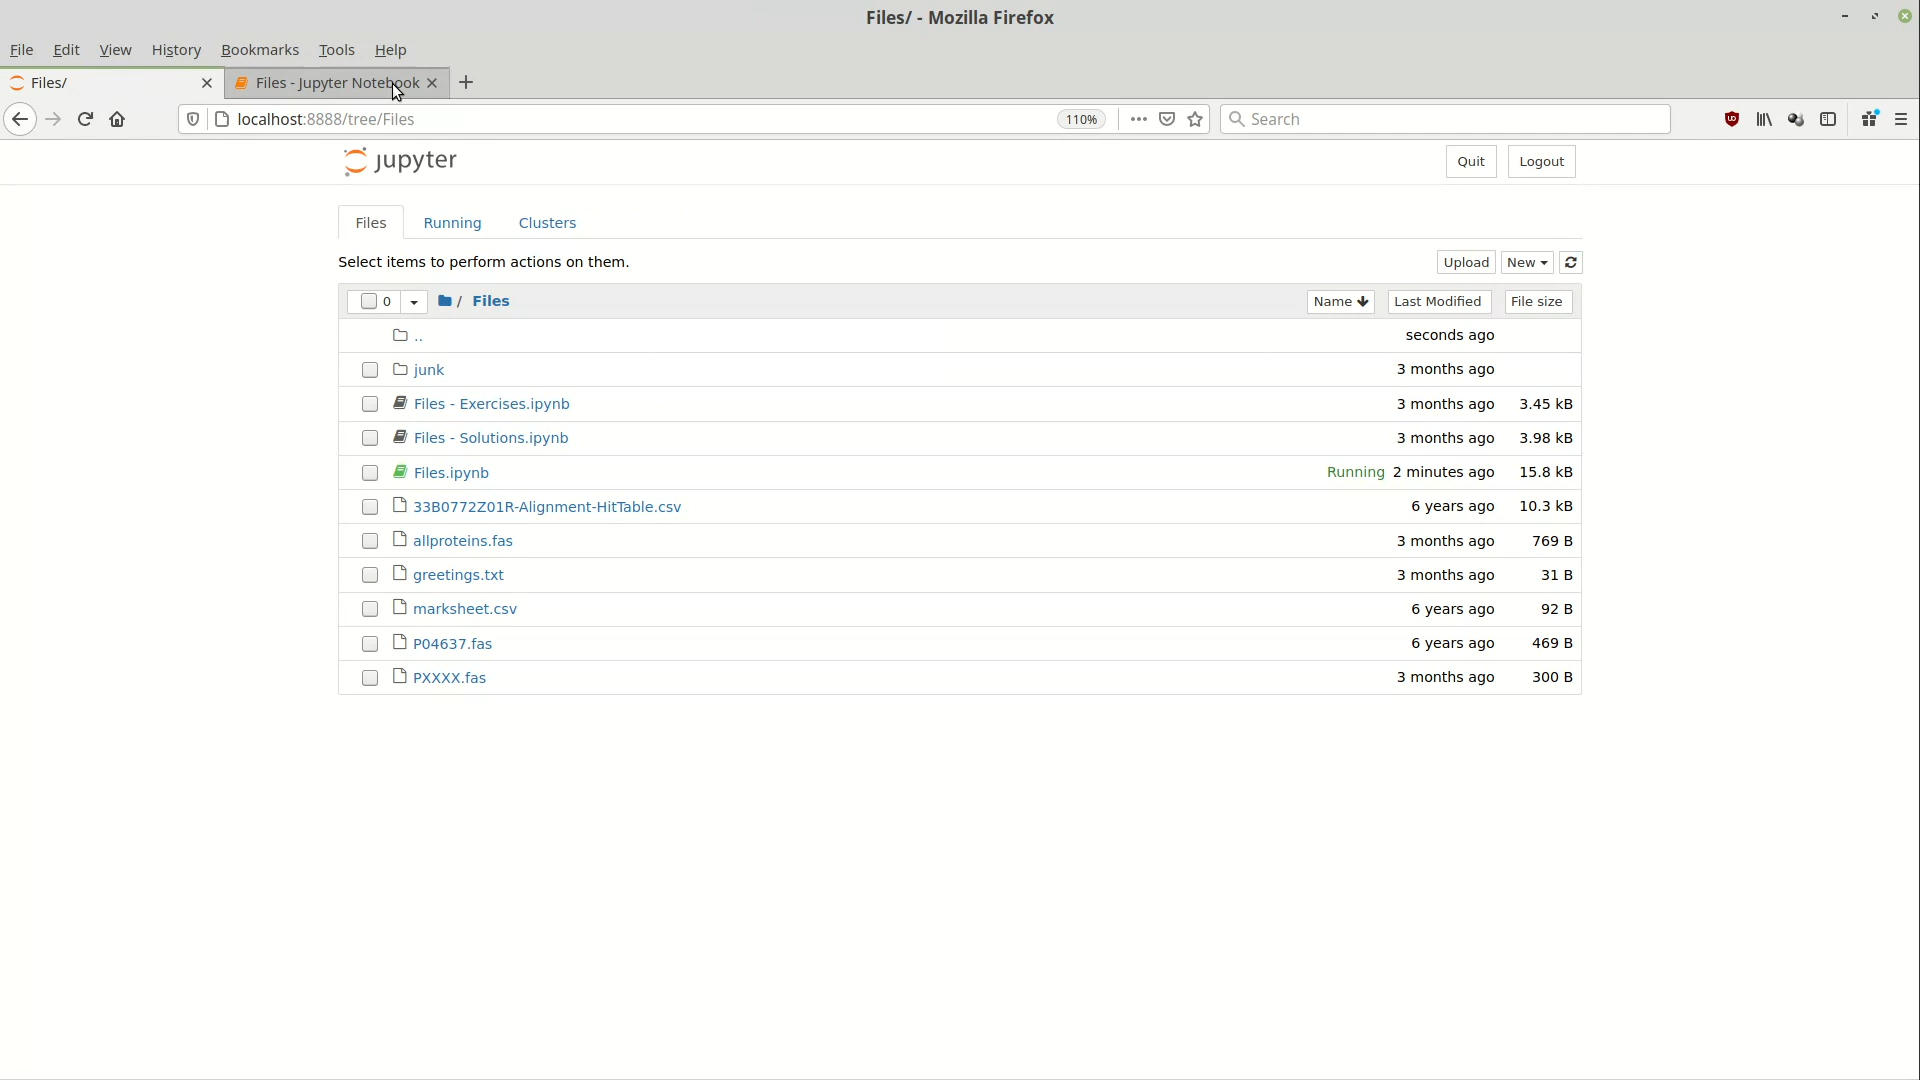 Files/ - Mozilla Firefox
File Edit View History Bookmarks Tools Help
Files/ Files - Jupyter Notebook
localhost:8888/tree/Files 110% Search
jupyter Quit Logout
Files Running Clusters
Select items to perform actions on them. Upload New
0 / Files Name Last Modified File size
.. seconds ago
junk 3 months ago
Files - Exercises.ipynb 3 months ago 3.45 kB
Files - Solutions.ipynb 3 months ago 3.98 kB
Files.ipynb Running 2 minutes ago 15.8 kB
33B0772Z01R-Alignment-HitTable.csv 6 years ago 10.3 kB
allproteins.fas 3 months ago 769 B
greetings.txt 3 months ago 31 B
marksheet.csv 6 years ago 92 B
P04637.fas 6 years ago 469 B
PXXXX.fas 3 months ago 300 B